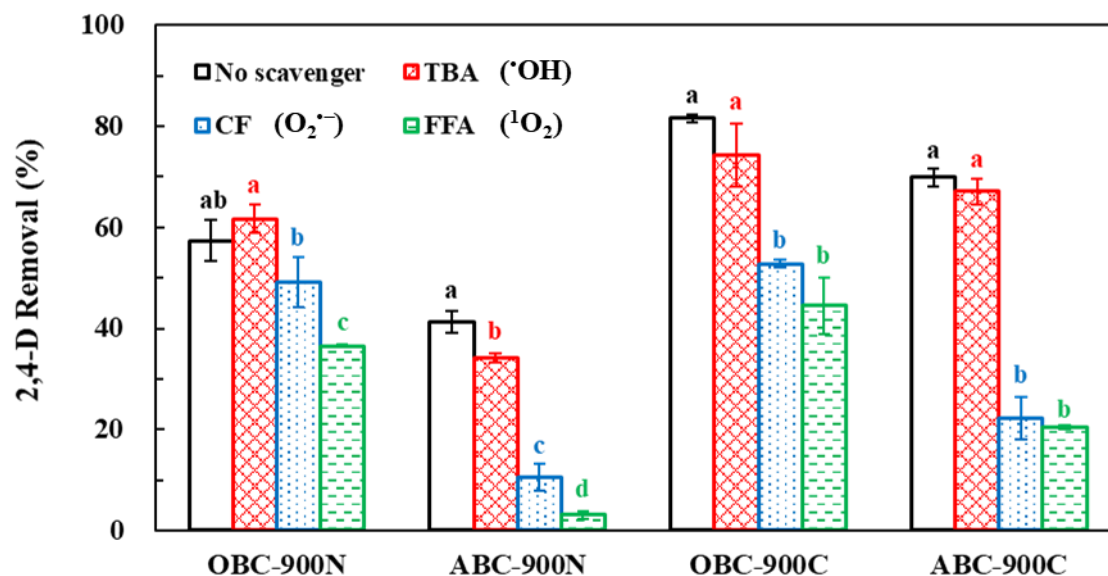 100
80
60
40
20
0
2,4-D Removal (%)
No scavenger
TBA (•OH)
CF (O₂•−)
FFA (¹O₂)
ab a b c
a b c d
a a b b
a a b b
OBC-900N ABC-900N OBC-900C ABC-900C